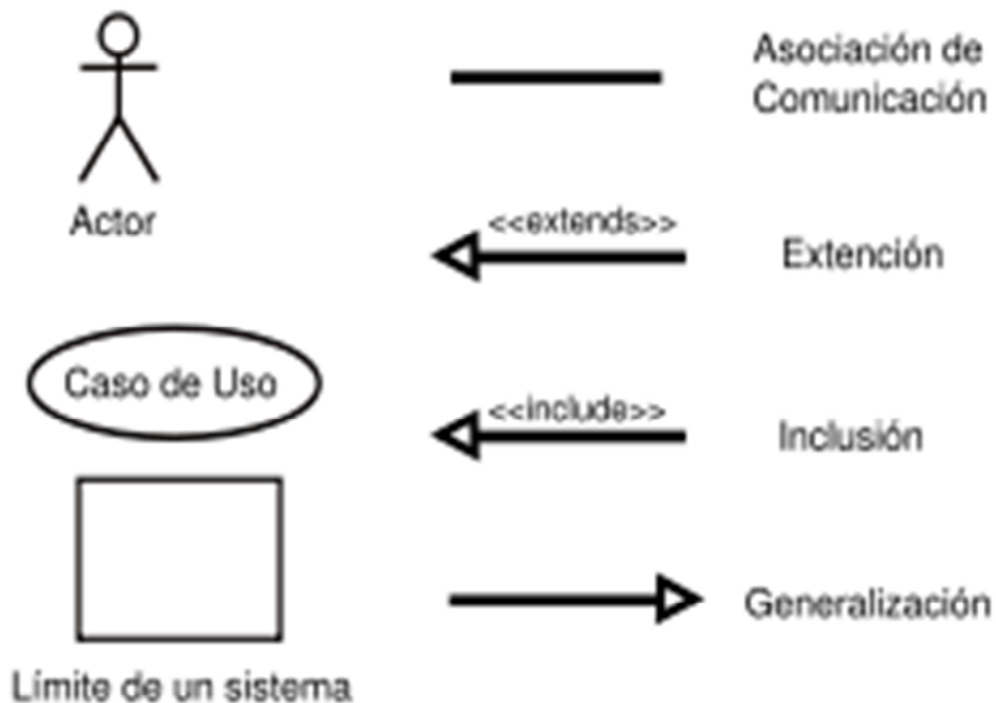 Asociación de
Comunicación
Actor
<<extends>>
Extención
Caso de Uso
<<include>>
Inclusión
Generalización
Límite de un sistema